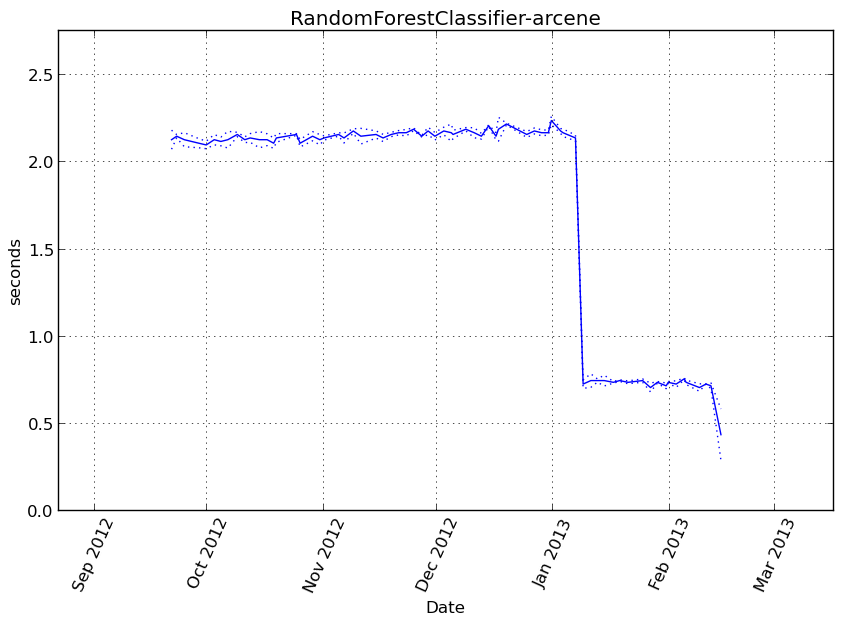 RandomForestClassifier-arcene
2.5
2.0
1.5
1.0
0.5
0.0
seconds
Sep 2012
Oct 2012
Nov 2012
Dec 2012
Jan 2013
Feb 2013
Mar 2013
Date